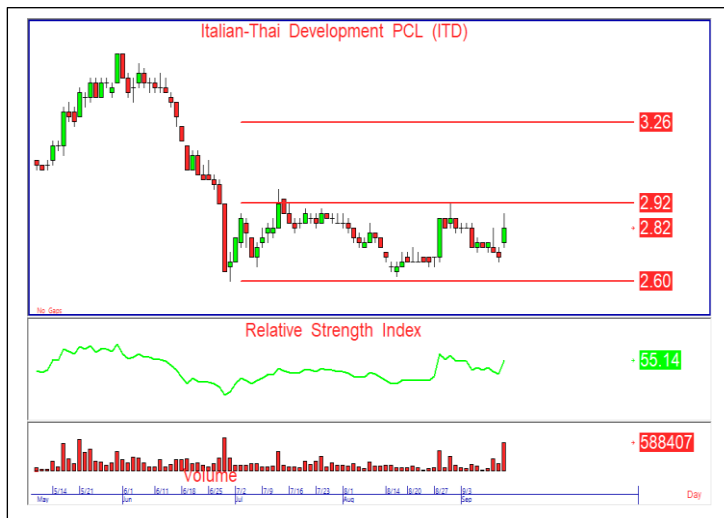 Italian-Thai Development PCL (ITD)
3.26
2.92
2.82
2.60
No Gaps
Relative Strength Index
55.14
588407
Volume
5/14 5/21 6/1 6/11 6/18 6/25 7/2 7/9 7/16 7/23 8/1 8/14 8/20 8/27 9/3
May Jun Jul Aug Sep Day